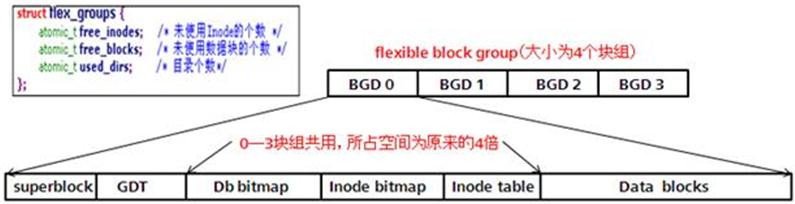 struct flex_groups {
atomic_t free_inodes; /* 未使用Inode的个数 */
atomic_t free_blocks; /* 未使用数据块的个数 */
atomic_t used_dirs; /* 目录个数*/
};
flexible block group(大小为4个块组)
BGD 0 BGD 1 BGD 2 BGD 3
0—3块组共用, 所占空间为原来的4倍
superblock GDT Db bitmap Inode bitmap Inode table Data blocks